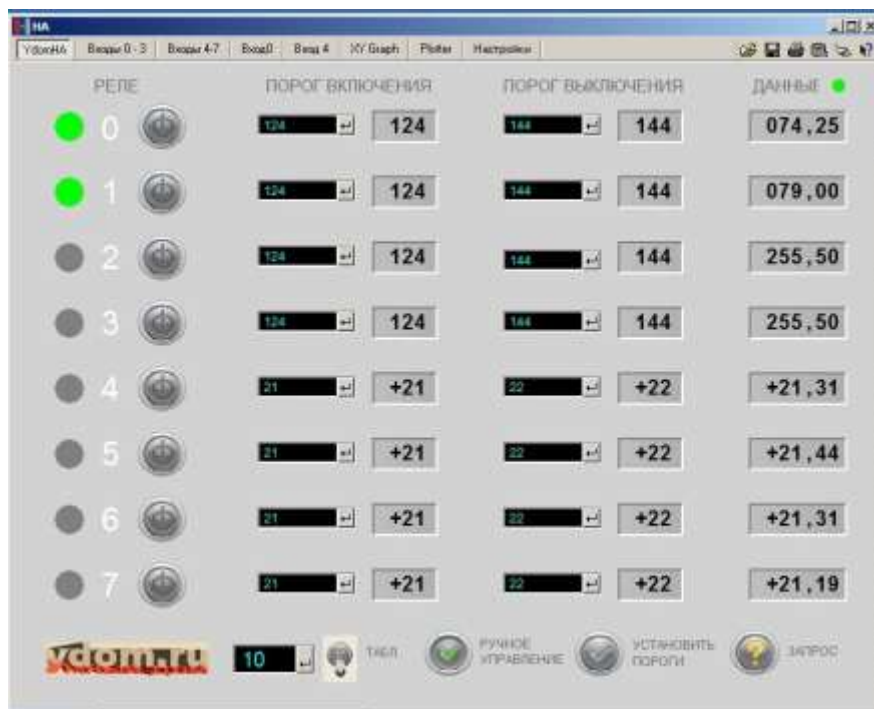 HA
YdomHA Входы 0 - 3 Входы 4-7 Вход0 Вход 4 XY Graph Plotter Настройки
РЕЛЕ ПОРОГ ВКЛЮЧЕНИЯ ПОРОГ ВЫКЛЮЧЕНИЯ ДАННЫЕ
0 124 124 144 144 074,25
1 124 124 144 144 079,00
2 124 124 144 144 255,50
3 124 124 144 144 255,50
4 21 +21 22 +22 +21,31
5 21 +21 22 +22 +21,44
6 21 +21 22 +22 +21,31
7 21 +21 22 +22 +21,19
ydom.ru 10 ТАБЛ РУЧНОЕ УПРАВЛЕНИЕ УСТАНОВИТЬ ПОРОГИ ЗАПРОС